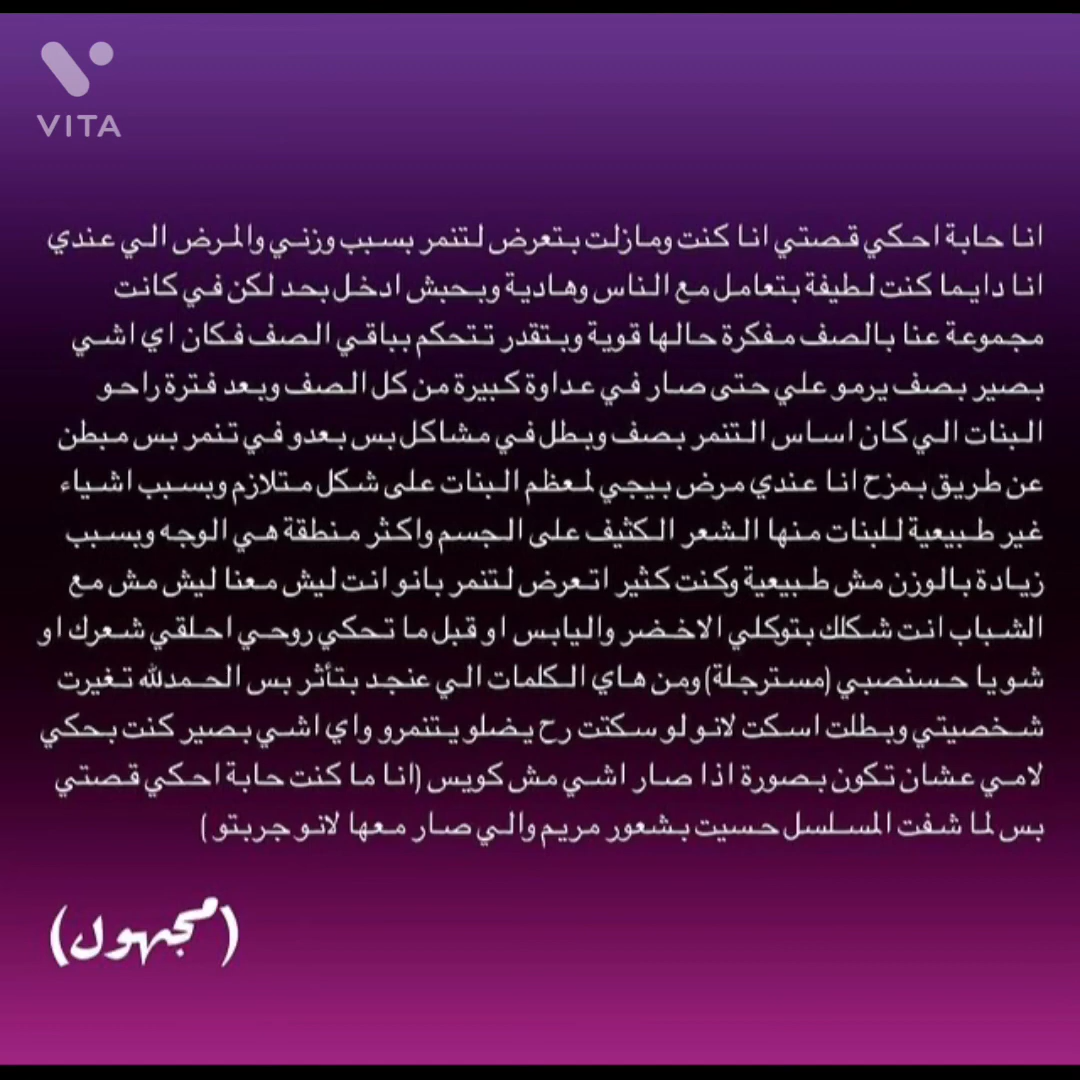 VITA
انا حابة احكي قصتي انا كنت ومازلت بتعرض لتنمر بسبب وزني والمرض الي عندي
انا دايما كنت لطيفة بتعامل مع الناس وهادية وبحبش ادخل بحد لكن في كانت
مجموعة عنا بالصف مفكرة حالها قوية وبتقدر تتحكم بباقي الصف فكان اي اشي
بصير بصف يرمو علي حتى صار في عداوة كبيرة من كل الصف وبعد فترة راحو
البنات الي كان اساس التنمر بصف وبطل في مشاكل بس بعدو في تنمر بس مبطن
عن طريق بمزح انا عندي مرض بيجي لمعظم البنات على شكل متلازم وبسبب اشياء
غير طبيعية للبنات منها الشعر الكثيف على الجسم واكثر منطقة هي الوجه وبسبب
زيادة بالوزن مش طبيعية وكنت كثير اتعرض لتنمر بانو انت ليش معنا ليش مش مع
الشباب انت شكلك بتوكلي الاخضر واليابس او قبل ما تحكي روحي احلقي شعرك او
شو يا حسنصبي (مسترجلة) ومن هاي الكلمات الي عنجد بتأثر بس الحمدلله تغيرت
شخصيتي وبطلت اسكت لانو لو سكتت رح يضلو يتنمرو واي اشي بصير كنت بحكي
لامي عشان تكون بصورة اذا صار اشي مش كويس (انا ما كنت حابة احكي قصتي
بس لما شفت المسلسل حسيت بشعور مريم والي صار معها لانو جربتو )
(مجهول)